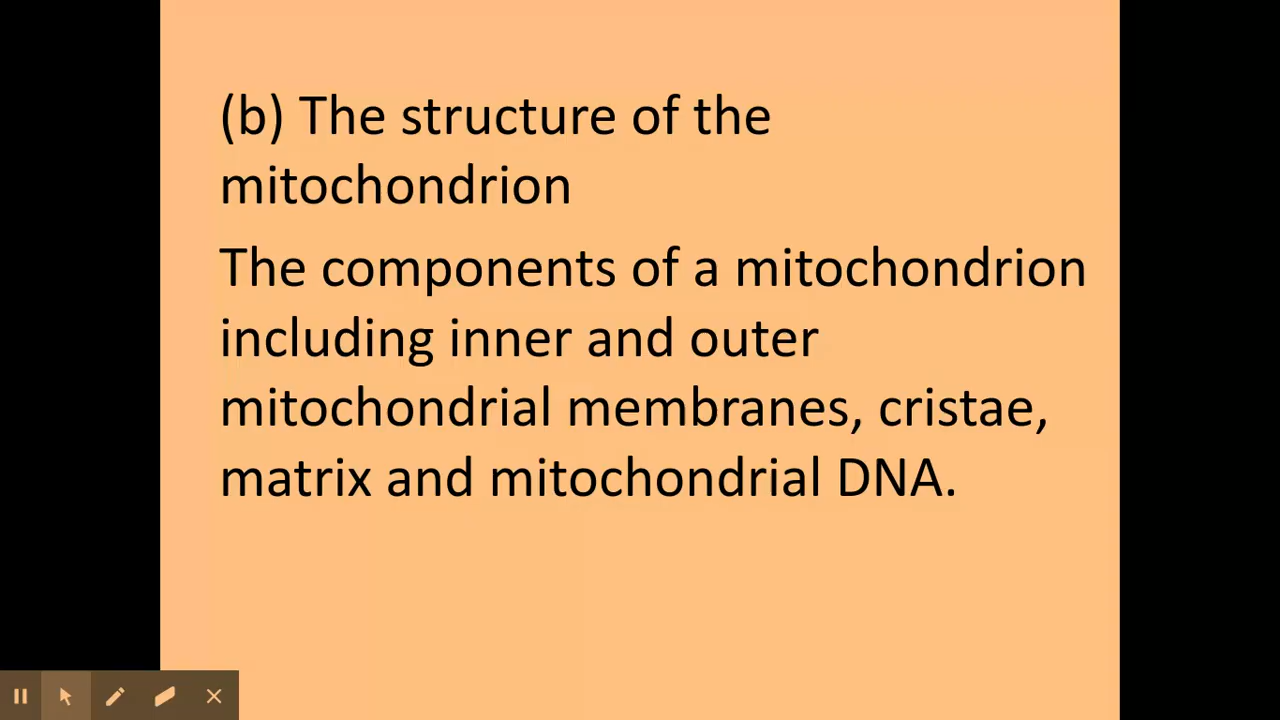 (b) The structure of the
mitochondrion
The components of a mitochondrion
including inner and outer
mitochondrial membranes, cristae,
matrix and mitochondrial DNA.